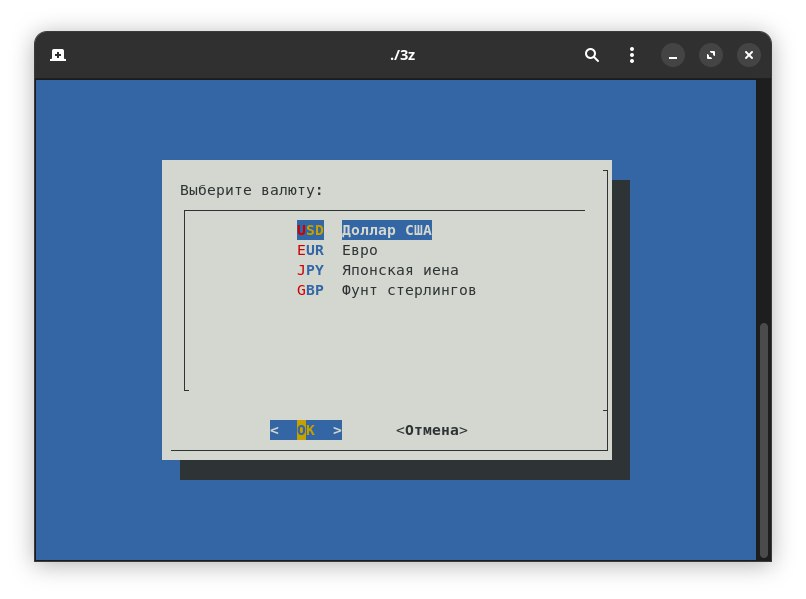 ./3z
Выберите валюту:
USD Доллар США
EUR Евро
JPY Японская иена
GBP Фунт стерлингов
< OK > <Отмена>